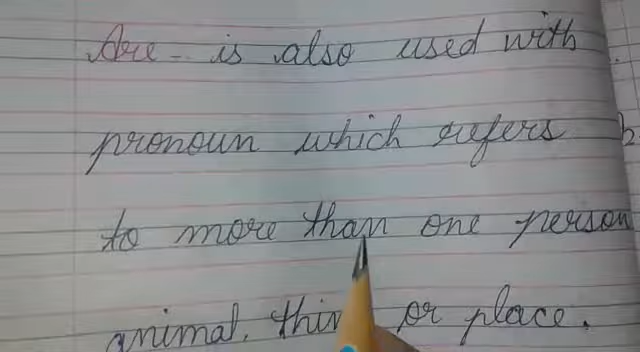 Are - is also used with
pronoun which refers
to more than one person
animal, or place.